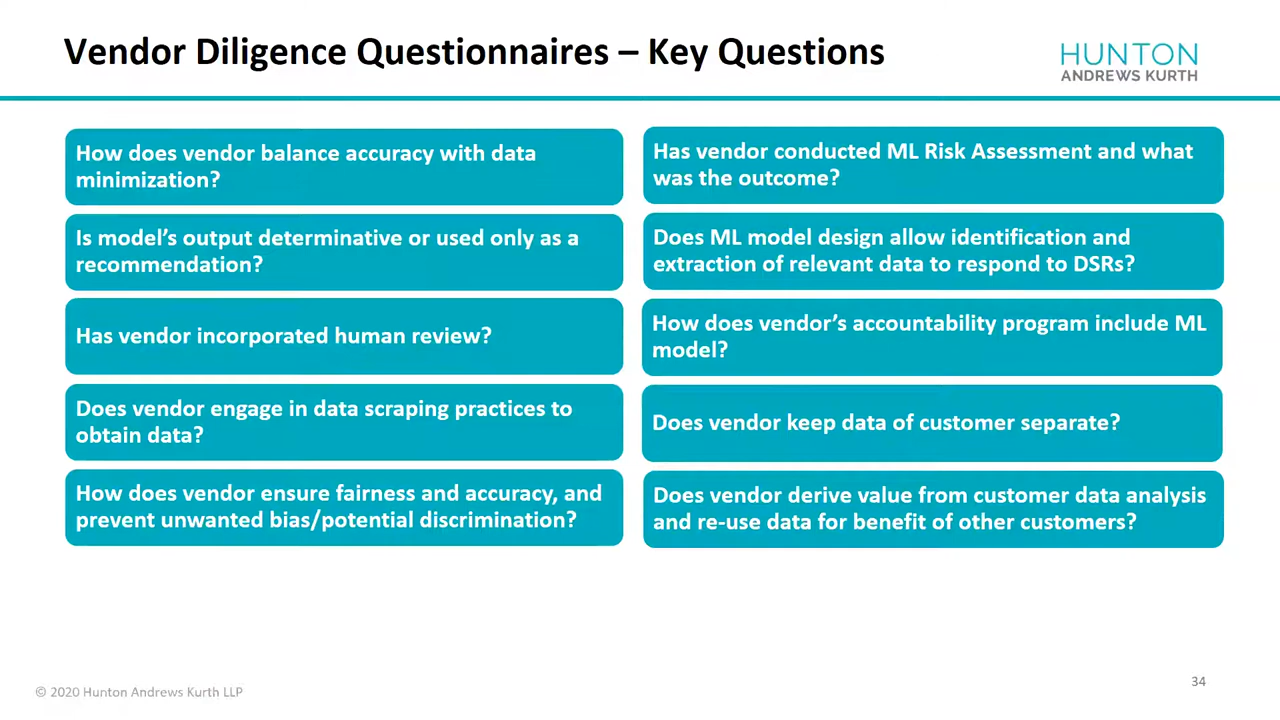 Vendor Diligence Questionnaires – Key Questions
HUNTON
ANDREWS KURTH
How does vendor balance accuracy with data
minimization?
Is model’s output determinative or used only as a
recommendation?
Has vendor incorporated human review?
Does vendor engage in data scraping practices to
obtain data?
How does vendor ensure fairness and accuracy, and
prevent unwanted bias/potential discrimination?
Has vendor conducted ML Risk Assessment and what
was the outcome?
Does ML model design allow identification and
extraction of relevant data to respond to DSRs?
How does vendor’s accountability program include ML
model?
Does vendor keep data of customer separate?
Does vendor derive value from customer data analysis
and re-use data for benefit of other customers?
© 2020 Hunton Andrews Kurth LLP
34